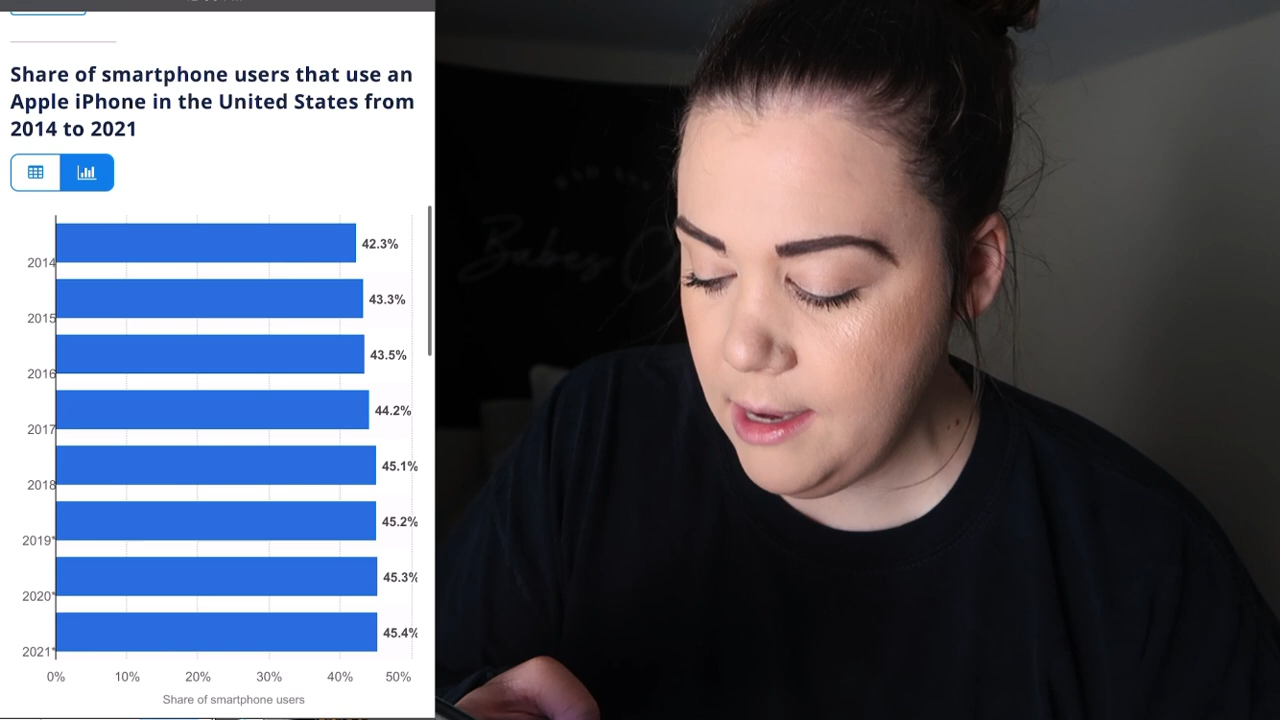 Share of smartphone users that use an
Apple iPhone in the United States from
2014 to 2021
2014 42.3%
2015 43.3%
2016 43.5%
2017 44.2%
2018 45.1%
2019* 45.2%
2020* 45.3%
2021* 45.4%
0% 10% 20% 30% 40% 50%
Share of smartphone users
Babes